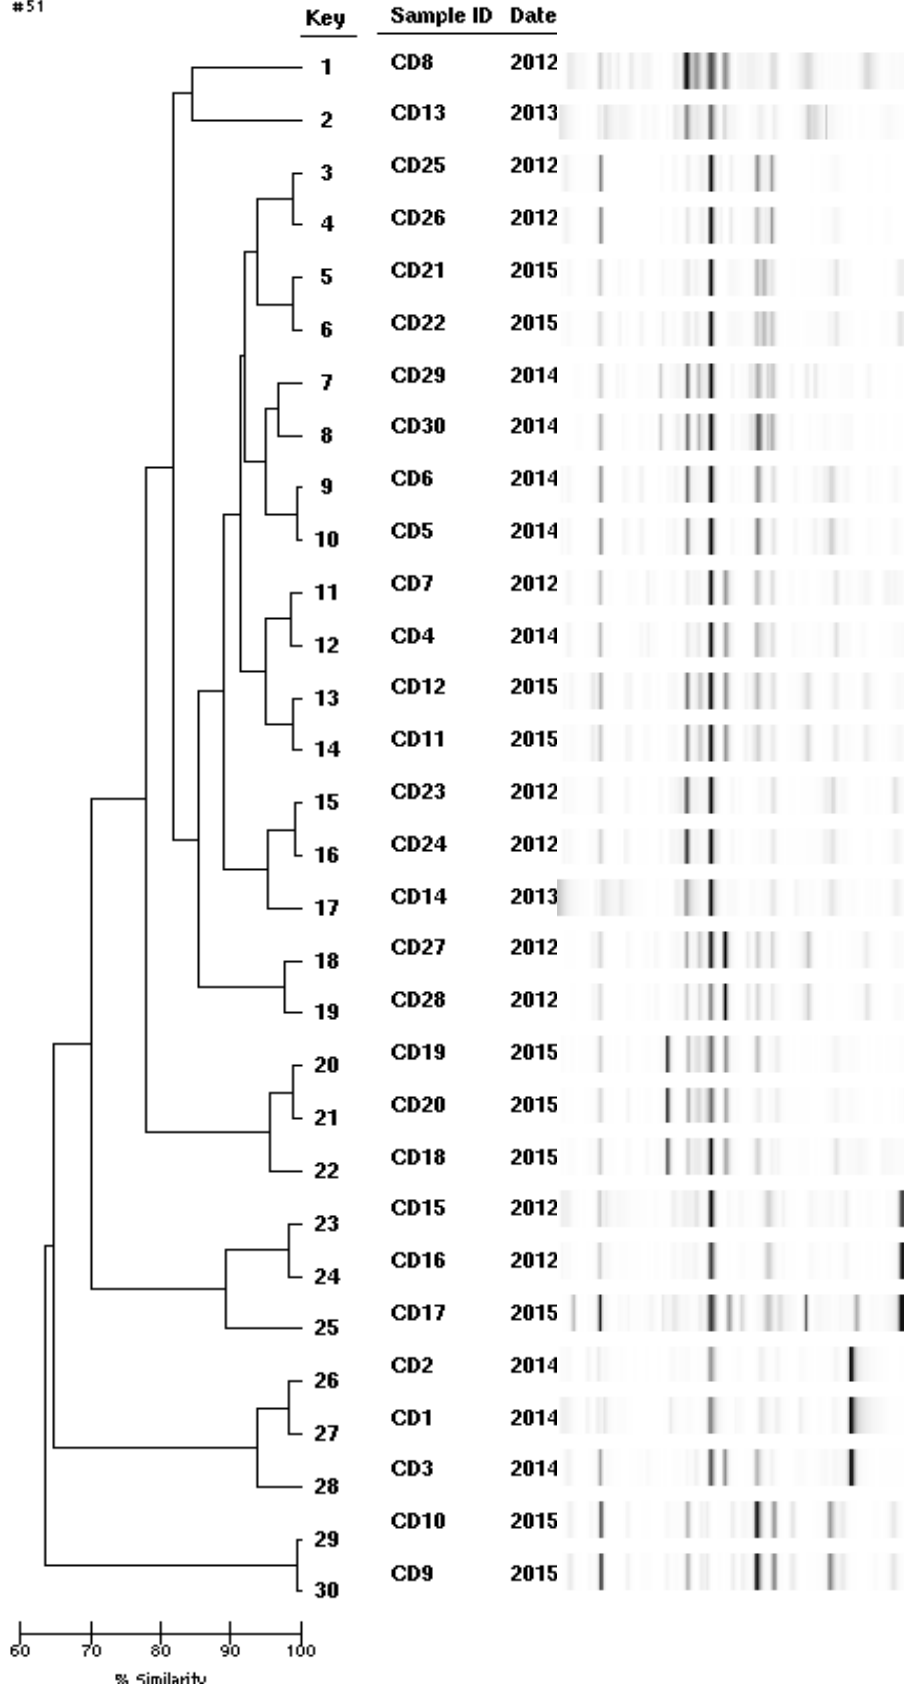 #51
Key Sample ID Date
1 CD8 2012
2 CD13 2013
3 CD25 2012
4 CD26 2012
5 CD21 2015
6 CD22 2015
7 CD29 2014
8 CD30 2014
9 CD6 2014
10 CD5 2014
11 CD7 2012
12 CD4 2014
13 CD12 2015
14 CD11 2015
15 CD23 2012
16 CD24 2012
17 CD14 2013
18 CD27 2012
19 CD28 2012
20 CD19 2015
21 CD20 2015
22 CD18 2015
23 CD15 2012
24 CD16 2012
25 CD17 2015
26 CD2 2014
27 CD1 2014
28 CD3 2014
29 CD10 2015
30 CD9 2015
60 70 80 90 100
% Similarity